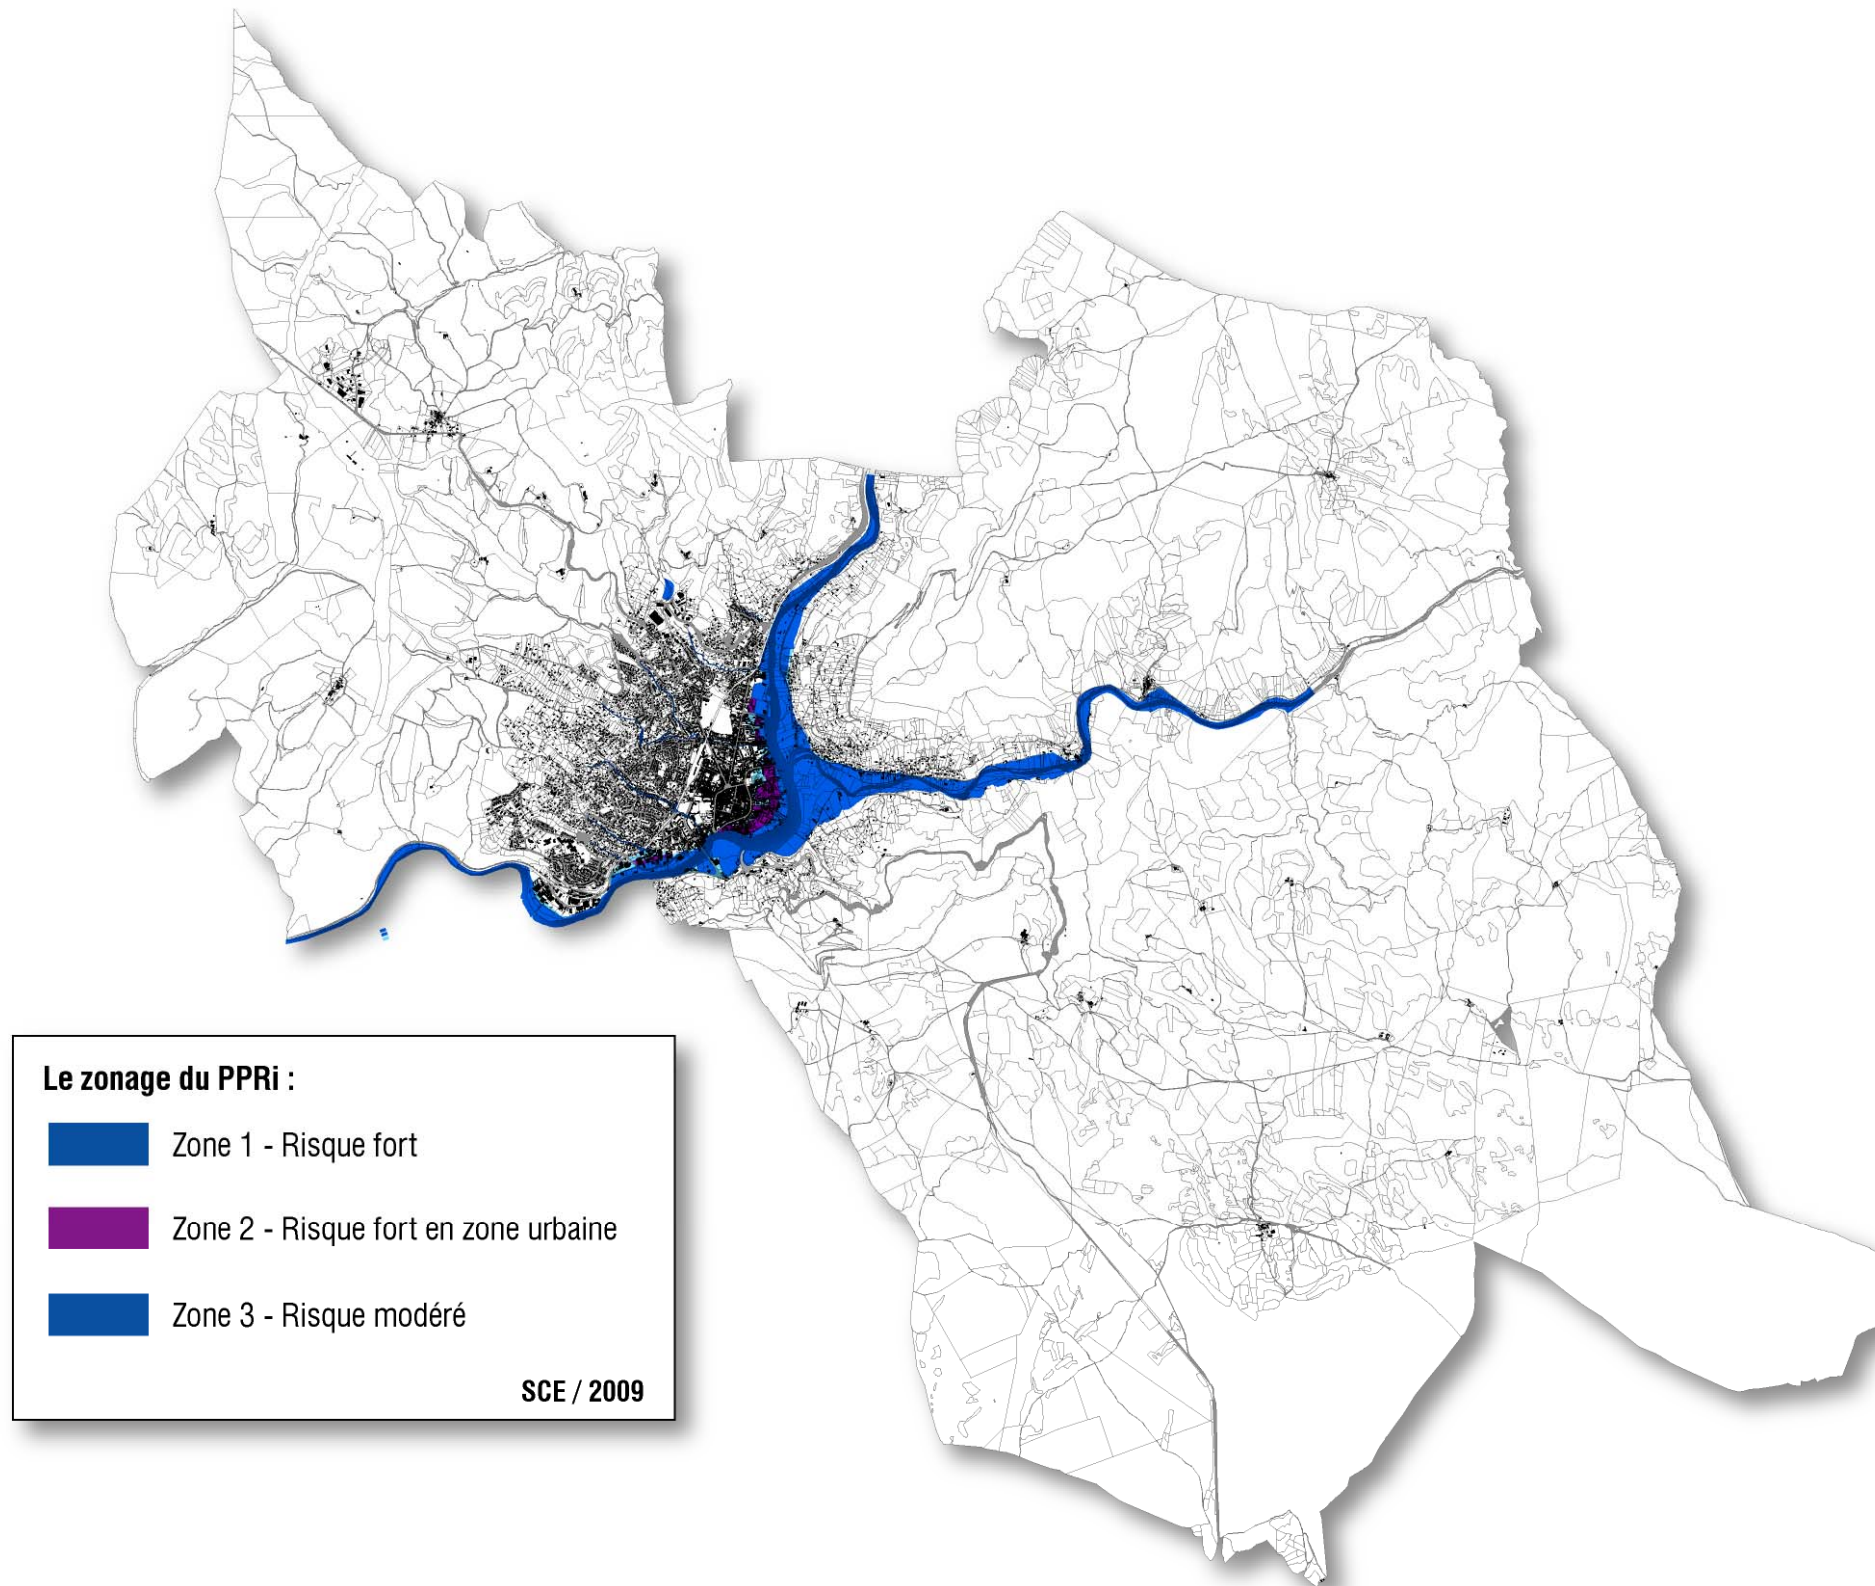 Le zonage du PPRi :
Zone 1 - Risque fort
Zone 2 - Risque fort en zone urbaine
Zone 3 - Risque modéré
SCE / 2009